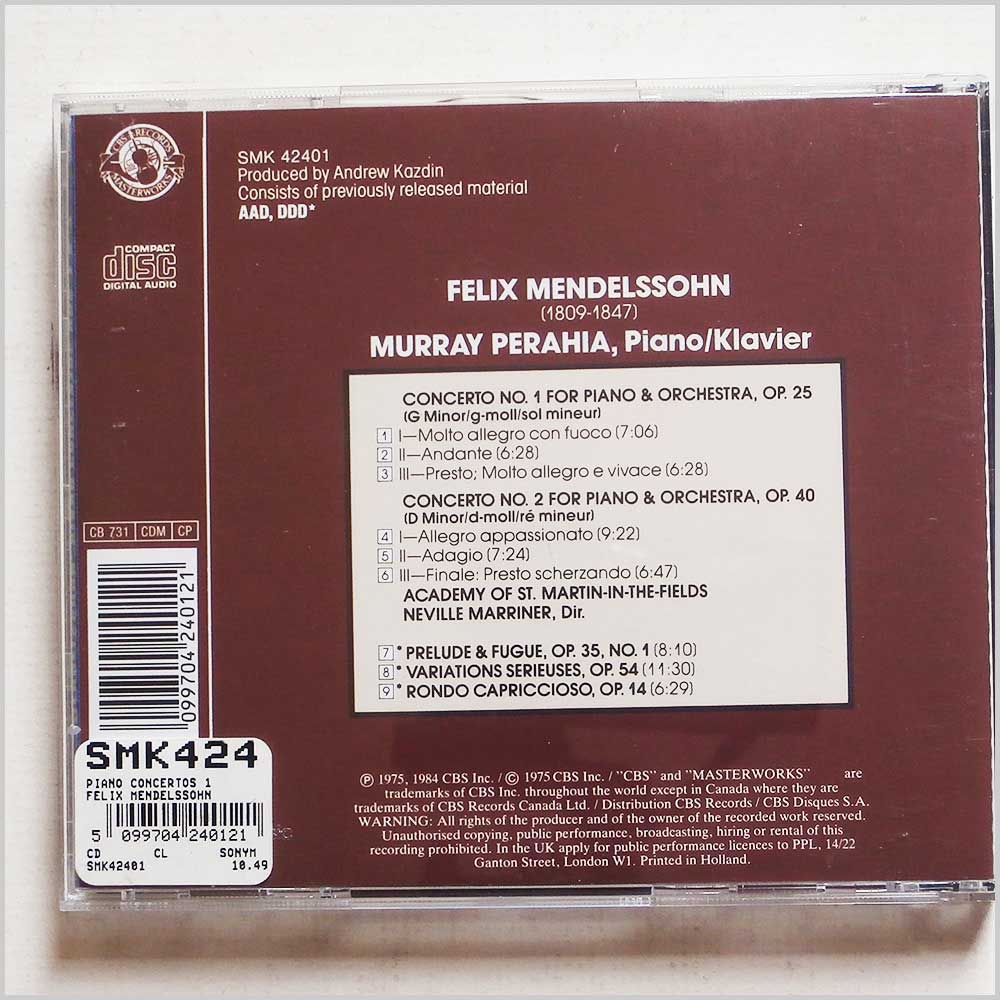 CBS RECORDS
MASTERWORKS
COMPACT
disc
DIGITAL AUDIO
SMK 42401
Produced by Andrew Kazdin
Consists of previously released material
AAD, DDD*
FELIX MENDELSSOHN
(1809-1847)
MURRAY PERAHIA, Piano/Klavier
CONCERTO NO. 1 FOR PIANO & ORCHESTRA, OP. 25
(G Minor/g-moll/sol mineur)
1 I—Molto allegro con fuoco (7:06)
2 II—Andante (6:28)
3 III—Presto; Molto allegro e vivace (6:28)
CONCERTO NO. 2 FOR PIANO & ORCHESTRA, OP. 40
(D Minor/d-moll/ré mineur)
4 I—Allegro appassionato (9:22)
5 II—Adagio (7:24)
6 III—Finale: Presto scherzando (6:47)
ACADEMY OF ST. MARTIN-IN-THE-FIELDS
NEVILLE MARRINER, Dir.
7 * PRELUDE & FUGUE, OP. 35, NO. 1 (8:10)
8 * VARIATIONS SERIEUSES, OP. 54 (11:30)
9 * RONDO CAPRICCIOSO, OP. 14 (6:29)
CB 731 CDM CP
099704 240121
SMK424
PIANO CONCERTOS 1
FELIX MENDELSSOHN
5 099704 240121
CD CL SONYM
SMK42401 10.49
℗ 1975, 1984 CBS Inc. / © 1975 CBS Inc. / "CBS" and "MASTERWORKS" are
trademarks of CBS Inc. throughout the world except in Canada where they are
trademarks of CBS Records Canada Ltd. / Distribution CBS Records / CBS Disques S.A.
WARNING: All rights of the producer and of the owner of the recorded work reserved.
Unauthorised copying, public performance, broadcasting, hiring or rental of this
recording prohibited. In the UK apply for public performance licences to PPL, 14/22
Ganton Street, London W1. Printed in Holland.